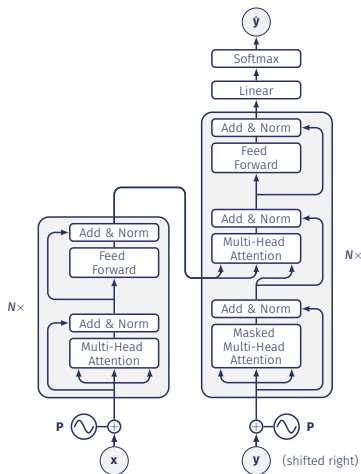 ŷ
Softmax
Linear
Add & Norm
Feed
Forward
Add & Norm
Multi-Head
Attention
N×
Add & Norm
Masked
Multi-Head
Attention
P
y
(shifted right)
Add & Norm
Feed
Forward
N×
Add & Norm
Multi-Head
Attention
P
x